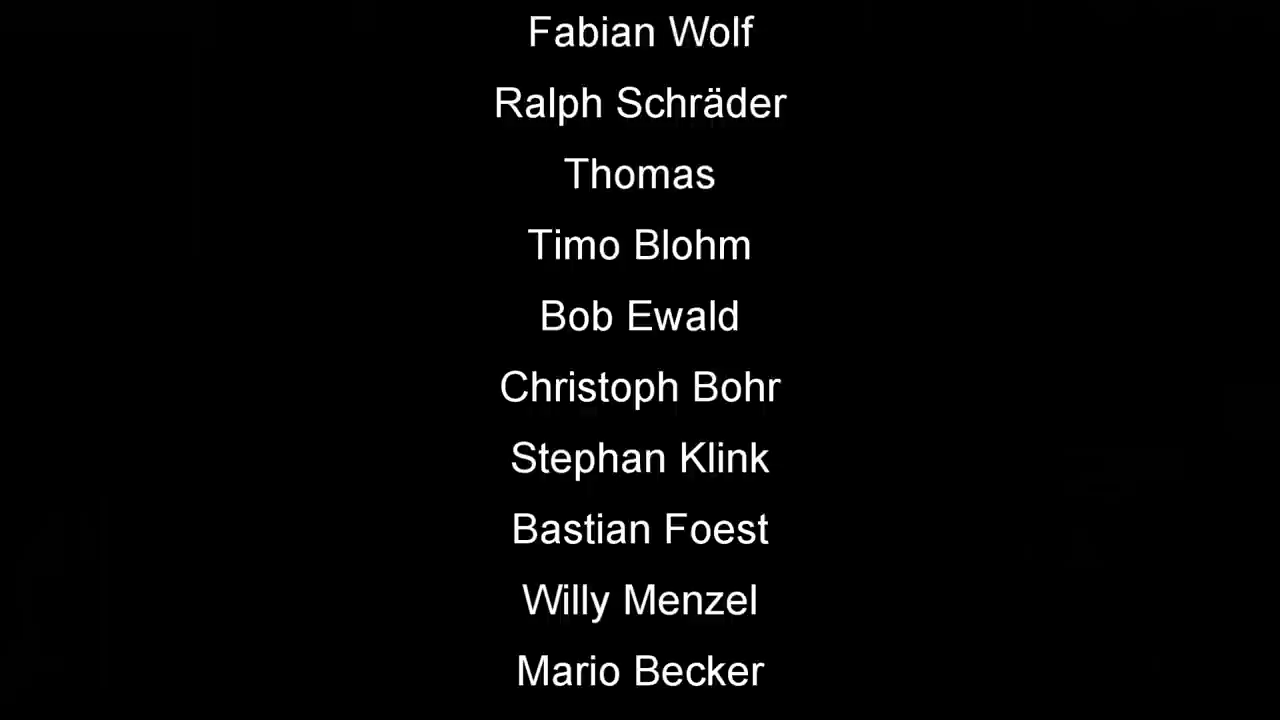 Fabian Wolf
Ralph Schräder
Thomas
Timo Blohm
Bob Ewald
Christoph Bohr
Stephan Klink
Bastian Foest
Willy Menzel
Mario Becker